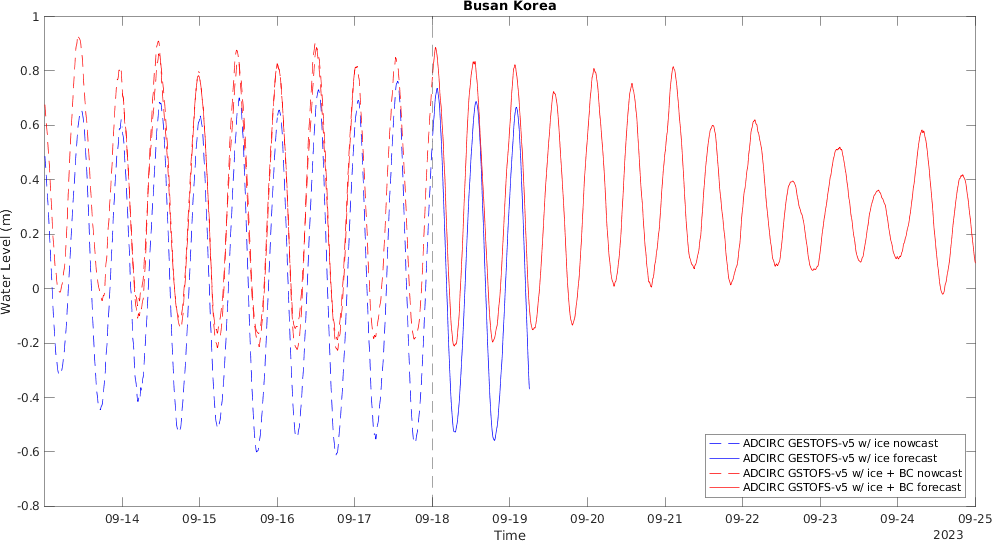 Busan Korea
Water Level (m)
1
0.8
0.6
0.4
0.2
0
-0.2
-0.4
-0.6
-0.8
ADCIRC GESTOFS-v5 w/ ice nowcast
ADCIRC GESTOFS-v5 w/ ice forecast
ADCIRC GSTOFS-v5 w/ ice + BC nowcast
ADCIRC GSTOFS-v5 w/ ice + BC forecast
09-14 09-15 09-16 09-17 09-18 09-19 09-20 09-21 09-22 09-23 09-24 09-25
Time
2023